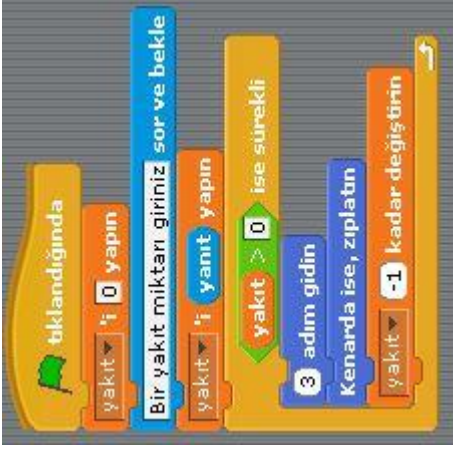 tıklandığında
yakıt 'i 0 yapın
Bir yakıt miktarı giriniz sor ve bekle
yakıt 'i yanıt yapın
yakıt > 0 ise sürekli
3 adım gidin
Kenarda ise, zıplatın
yakıt -1 kadar değiştirin